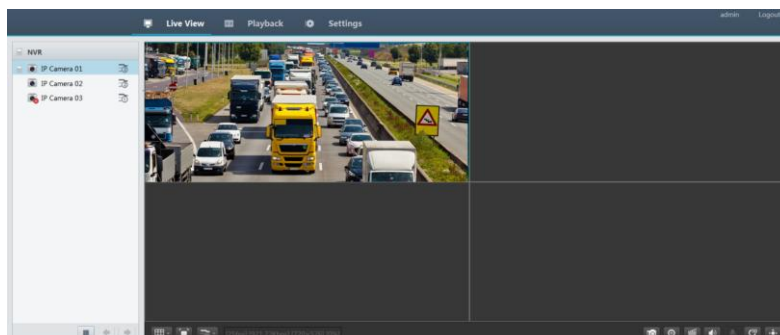 admin Logout
Live View Playback Settings
NVR
IP Camera 01
IP Camera 02
IP Camera 03